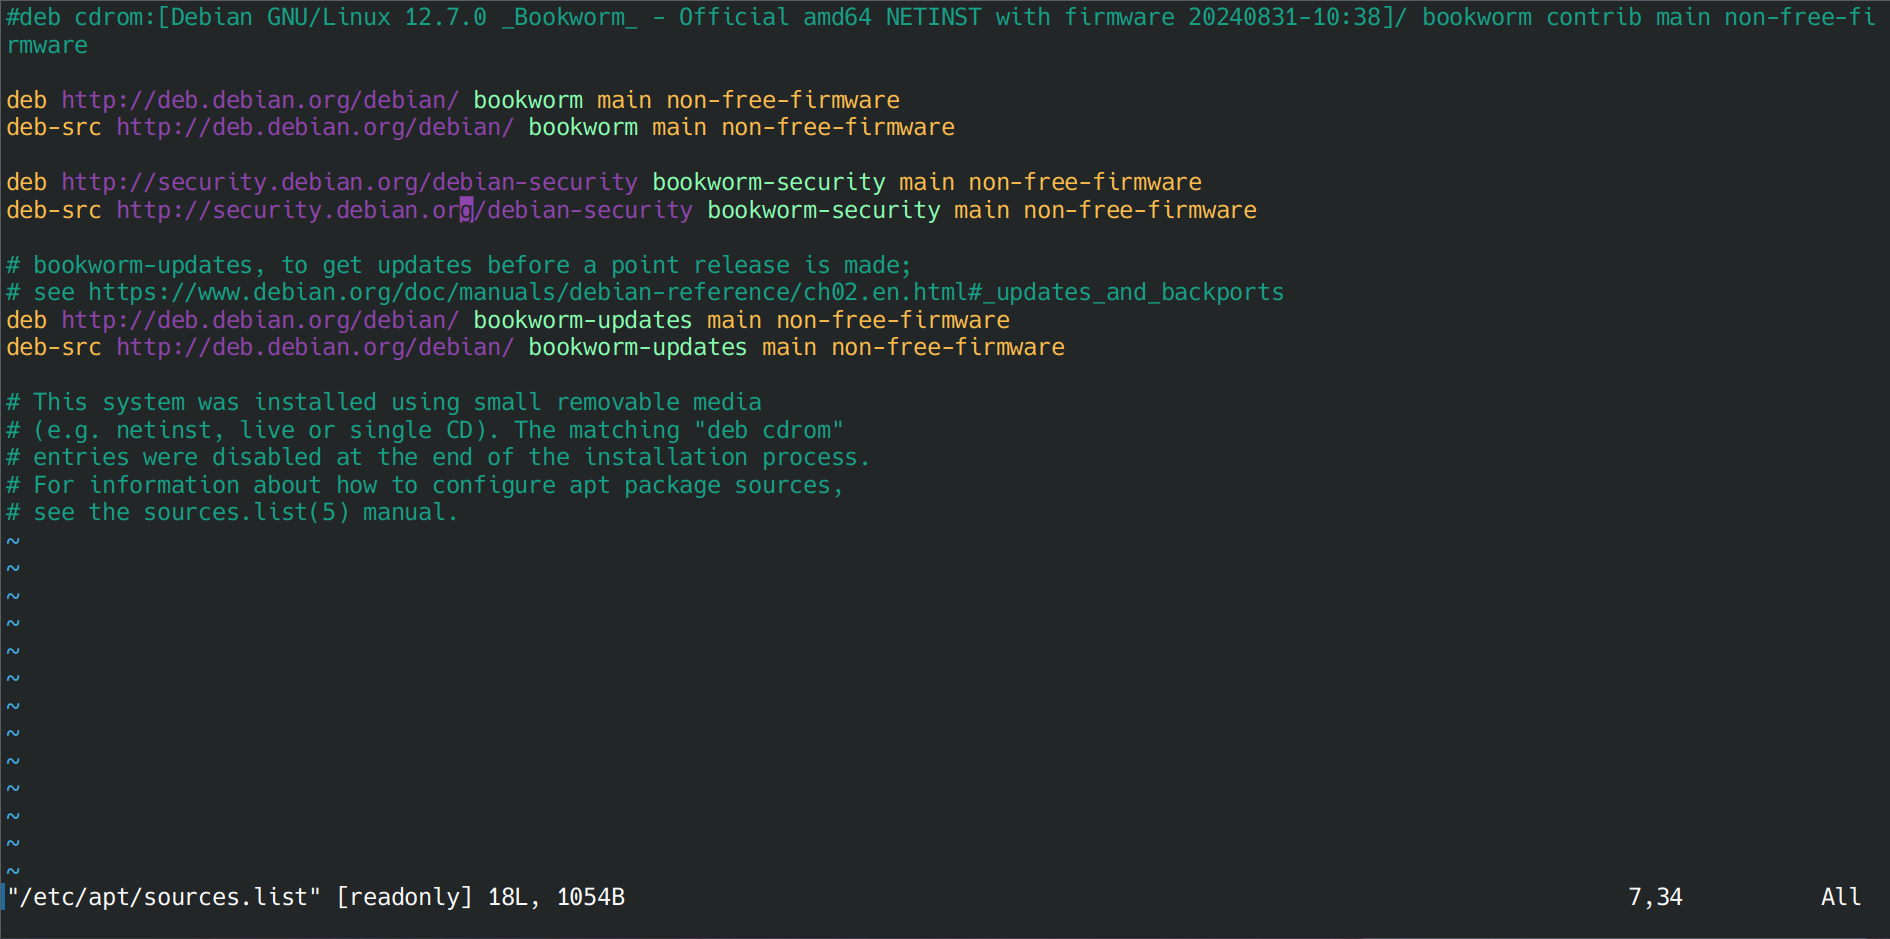 #deb cdrom:[Debian GNU/Linux 12.7.0 _Bookworm_ - Official amd64 NETINST with firmware 20240831-10:38]/ bookworm contrib main non-free-fi
rmware

deb http://deb.debian.org/debian/ bookworm main non-free-firmware
deb-src http://deb.debian.org/debian/ bookworm main non-free-firmware

deb http://security.debian.org/debian-security bookworm-security main non-free-firmware
deb-src http://security.debian.org/debian-security bookworm-security main non-free-firmware

# bookworm-updates, to get updates before a point release is made;
# see https://www.debian.org/doc/manuals/debian-reference/ch02.en.html#_updates_and_backports
deb http://deb.debian.org/debian/ bookworm-updates main non-free-firmware
deb-src http://deb.debian.org/debian/ bookworm-updates main non-free-firmware

# This system was installed using small removable media
# (e.g. netinst, live or single CD). The matching "deb cdrom"
# entries were disabled at the end of the installation process.
# For information about how to configure apt package sources,
# see the sources.list(5) manual.
~
~
~
~
~
~
~
~
~
~
~
~
~
"/etc/apt/sources.list" [readonly] 18L, 1054B 7,34 All